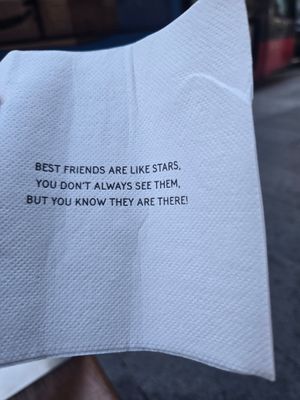 BEST FRIENDS ARE LIKE STARS,
YOU DON'T ALWAYS SEE THEM,
BUT YOU KNOW THEY ARE THERE!